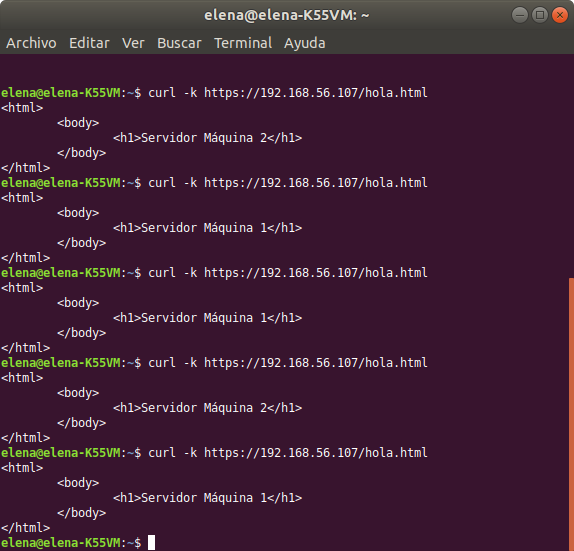 elena@elena-K55VM: ~
Archivo Editar Ver Buscar Terminal Ayuda
elena@elena-K55VM:~$ curl -k https://192.168.56.107/hola.html
<html>
        <body>
                <h1>Servidor Máquina 2</h1>
        </body>
</html>
elena@elena-K55VM:~$ curl -k https://192.168.56.107/hola.html
<html>
        <body>
                <h1>Servidor Máquina 1</h1>
        </body>
</html>
elena@elena-K55VM:~$ curl -k https://192.168.56.107/hola.html
<html>
        <body>
                <h1>Servidor Máquina 1</h1>
        </body>
</html>
elena@elena-K55VM:~$ curl -k https://192.168.56.107/hola.html
<html>
        <body>
                <h1>Servidor Máquina 2</h1>
        </body>
</html>
elena@elena-K55VM:~$ curl -k https://192.168.56.107/hola.html
<html>
        <body>
                <h1>Servidor Máquina 1</h1>
        </body>
</html>
elena@elena-K55VM:~$